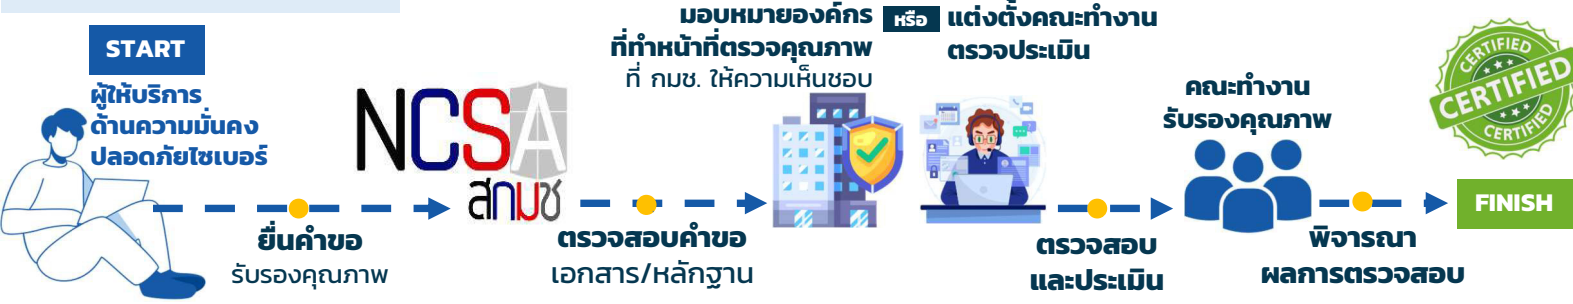 START
ผู้ให้บริการ
ด้านความมั่นคง
ปลอดภัยไซเบอร์
ยื่นคำขอ
รับรองคุณภาพ
NCSA
สกมช
ตรวจสอบคำขอ
เอกสาร/หลักฐาน
มอบหมายองค์กร
ที่ทำหน้าที่ตรวจคุณภาพ
ที่ กมช. ให้ความเห็นชอบ
หรือ
แต่งตั้งคณะทำงาน
ตรวจประเมิน
ตรวจสอบ
และประเมิน
คณะทำงาน
รับรองคุณภาพ
พิจารณา
ผลการตรวจสอบ
CERTIFIED
CERTIFIED
CERTIFIED
FINISH